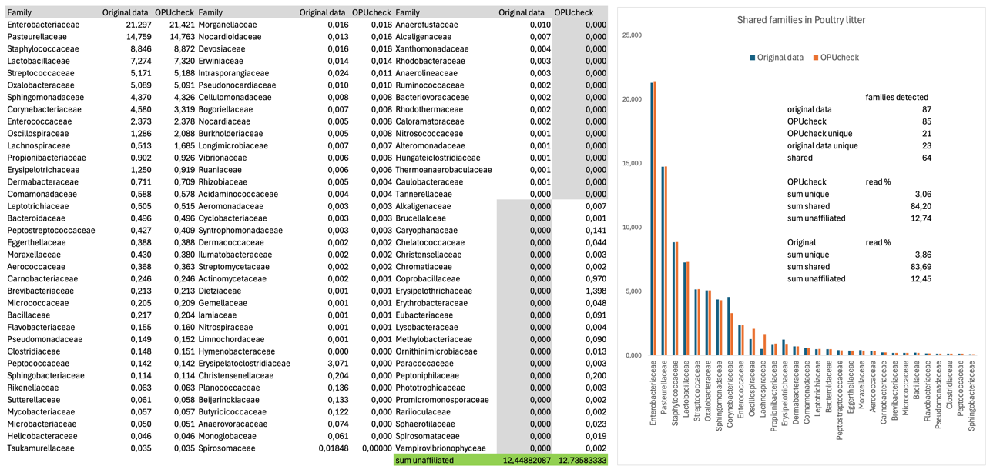 Family Original data OPUcheck Family Original data OPUcheck Family Original data OPUcheck
Enterobacteriaceae 21,297 21,421 Morganellaceae 0,016 0,016 Anaerofustaceae 0,010 0,000
Pasteurellaceae 14,759 14,763 Nocardioidaceae 0,013 0,016 Alcaligenaceae 0,007 0,000
Staphylococcaceae 8,846 8,872 Devosiaceae 0,016 0,016 Xanthomonadaceae 0,004 0,000
Lactobacillaceae 7,274 7,320 Erwiniaceae 0,014 0,014 Rhodobacteraceae 0,003 0,000
Streptococcaceae 5,171 5,188 Intrasporangiaceae 0,024 0,011 Anaerolineaceae 0,003 0,000
Oxalobacteraceae 5,089 5,091 Pseudonocardiaceae 0,010 0,010 Ruminococcaceae 0,002 0,000
Sphingomonadaceae 4,370 4,326 Cellulomonadaceae 0,008 0,008 Bacteriovoracaceae 0,002 0,000
Corynebacteriaceae 4,580 3,319 Bogoriellaceae 0,007 0,008 Rhodothermaceae 0,002 0,000
Enterococcaceae 2,373 2,378 Nocardiaceae 0,005 0,008 Caloramatoraceae 0,002 0,000
Oscillospiraceae 1,286 2,088 Burkholderiaceae 0,005 0,008 Nitrosococcaceae 0,001 0,000
Lachnospiraceae 0,513 1,685 Longimicrobiaceae 0,007 0,007 Alteromonadaceae 0,001 0,000
Propionibacteriaceae 0,902 0,926 Vibrionaceae 0,006 0,006 Hungateiclostridiaceae 0,001 0,000
Erysipelotrichaceae 1,250 0,919 Ruaniaceae 0,006 0,006 Thermoanaerobaculaceae 0,001 0,000
Dermabacteraceae 0,711 0,709 Rhizobiaceae 0,005 0,004 Caulobacteraceae 0,001 0,000
Comamonadaceae 0,588 0,578 Acidaminococcaceae 0,004 0,004 Tannerellaceae 0,000 0,000
Leptotrichiaceae 0,505 0,515 Aeromonadaceae 0,003 0,003 Alkaligenaceae 0,000 0,007
Bacteroidaceae 0,496 0,496 Cyclobacteriaceae 0,003 0,003 Brucellalceae 0,000 0,001
Peptostreptococcaceae 0,427 0,409 Syntrophomonadaceae 0,003 0,003 Caryophanaceae 0,000 0,141
Eggerthellaceae 0,388 0,388 Dermacoccaceae 0,002 0,002 Chelatococcaceae 0,000 0,044
Moraxellaceae 0,430 0,380 Ilumatobacteraceae 0,002 0,002 Christensellaceae 0,000 0,003
Aerococcaceae 0,368 0,363 Streptomycetaceae 0,002 0,002 Chromatiaceae 0,000 0,002
Carnobacteriaceae 0,246 0,246 Actinomycetaceae 0,002 0,001 Coprobacillaceae 0,000 0,970
Brevibacteriaceae 0,213 0,213 Dietziaceae 0,001 0,001 Erysipelothrichaceae 0,000 1,398
Micrococcaceae 0,205 0,209 Gemellaceae 0,001 0,001 Erythrobacteraceae 0,000 0,048
Bacillaceae 0,217 0,204 Iamiaceae 0,001 0,001 Eubacteriaceae 0,000 0,091
Flavobacteriaceae 0,155 0,160 Nitrospiraceae 0,001 0,001 Lysobacteraceae 0,000 0,004
Pseudomonadaceae 0,149 0,152 Limnochordaceae 0,001 0,001 Methylobacteriaceae 0,000 0,090
Clostridiaceae 0,148 0,151 Hymenobacteraceae 0,000 0,000 Ornithinimicrobiaceae 0,000 0,013
Peptococcaceae 0,142 0,142 Erysipelatoclostridiaceae 3,071 0,000 Paracoccaceae 0,000 0,003
Sphingobacteriaceae 0,114 0,114 Christensenellaceae 0,204 0,000 Peptoniphilaceae 0,000 0,200
Rikenellaceae 0,063 0,063 Planococcaceae 0,136 0,000 Phototrophicaceae 0,000 0,003
Sutterellaceae 0,061 0,058 Beijerinckiaceae 0,133 0,000 Promicromonosporaceae 0,000 0,002
Mycobacteriaceae 0,057 0,057 Butyricicoccaceae 0,122 0,000 Rariioculaceae 0,000 0,002
Microbacteriaceae 0,050 0,051 Anaerovoracaceae 0,074 0,000 Sphaerotilaceae 0,000 0,023
Helicobacteraceae 0,046 0,046 Monoglobaceae 0,061 0,000 Spirosomataceae 0,000 0,019
Tsukamurellaceae 0,035 0,035 Spirosomaceae 0,01848 0,00000 Vampirovibrionophyceae 0,000 0,002
sum unaffiliated 12,44882087 12,73583333
Shared families in Poultry litter
Original data OPUcheck
25,000
20,000
15,000
10,000
5,000
0,000
families detected
original data 87
OPUcheck 85
OPUcheck unique 21
original data unique 23
shared 64
OPUcheck read %
sum unique 3,06
sum shared 84,20
sum unaffiliated 12,74
Original read %
sum unique 3,86
sum shared 83,69
sum unaffiliated 12,45
Enterobacteriaceae
Pasteurellaceae
Staphylococcaceae
Lactobacillaceae
Streptococcaceae
Oxalobacteraceae
Sphingomonadaceae
Corynebacteriaceae
Enterococcaceae
Oscillospiraceae
Lachnospiraceae
Propionibacteriaceae
Erysipelotrichaceae
Dermabacteraceae
Comamonadaceae
Leptotrichiaceae
Bacteroidaceae
Peptostreptococcaceae
Eggerthellaceae
Moraxellaceae
Aerococcaceae
Carnobacteriaceae
Brevibacteriaceae
Micrococcaceae
Bacillaceae
Flavobacteriaceae
Pseudomonadaceae
Clostridiaceae
Peptococcaceae
Sphingobacteriaceae